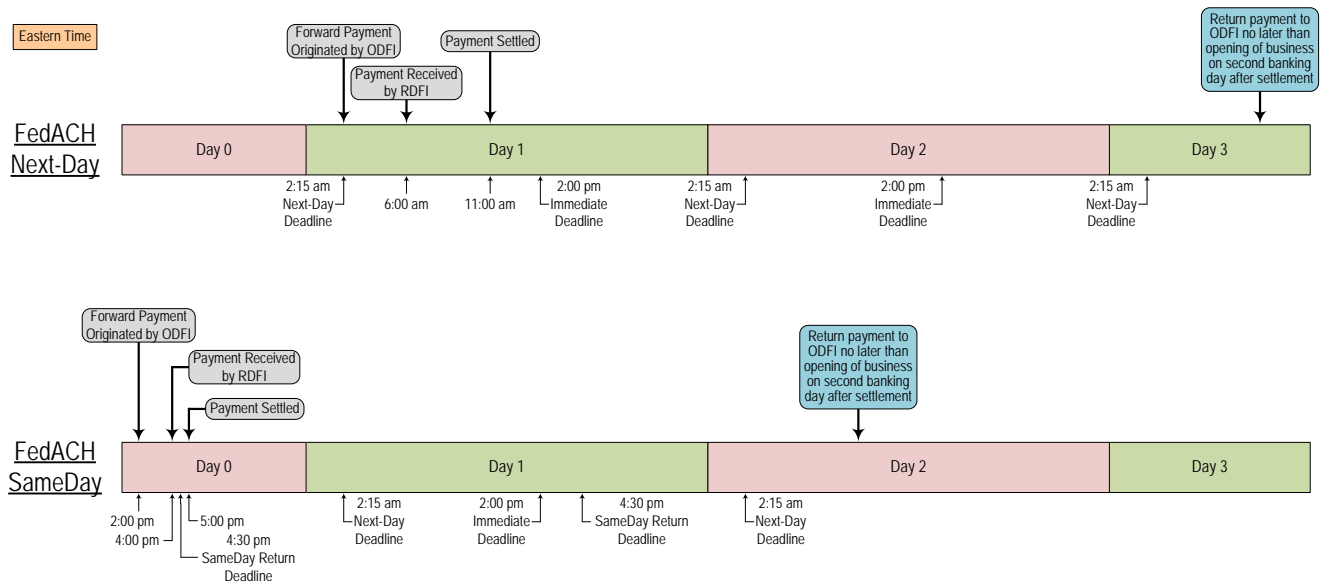 Eastern Time
Forward Payment
Originated by ODFI
Payment Received
by RDFI
Payment Settled
Return payment to
ODFI no later than
opening of business
on second banking
day after settlement
FedACH
Next-Day
Day 0
Day 1
Day 2
Day 3
2:15 am
Next-Day
Deadline
6:00 am
11:00 am
2:00 pm
Immediate
Deadline
2:15 am
Next-Day
Deadline
2:00 pm
Immediate
Deadline
2:15 am
Next-Day
Deadline
Forward Payment
Originated by ODFI
Payment Received
by RDFI
Payment Settled
Return payment to
ODFI no later than
opening of business
on second banking
day after settlement
FedACH
SameDay
Day 0
Day 1
Day 2
Day 3
2:00 pm
4:00 pm
5:00 pm
4:30 pm
SameDay Return
Deadline
2:15 am
Next-Day
Deadline
2:00 pm
Immediate
Deadline
4:30 pm
SameDay Return
Deadline
2:15 am
Next-Day
Deadline